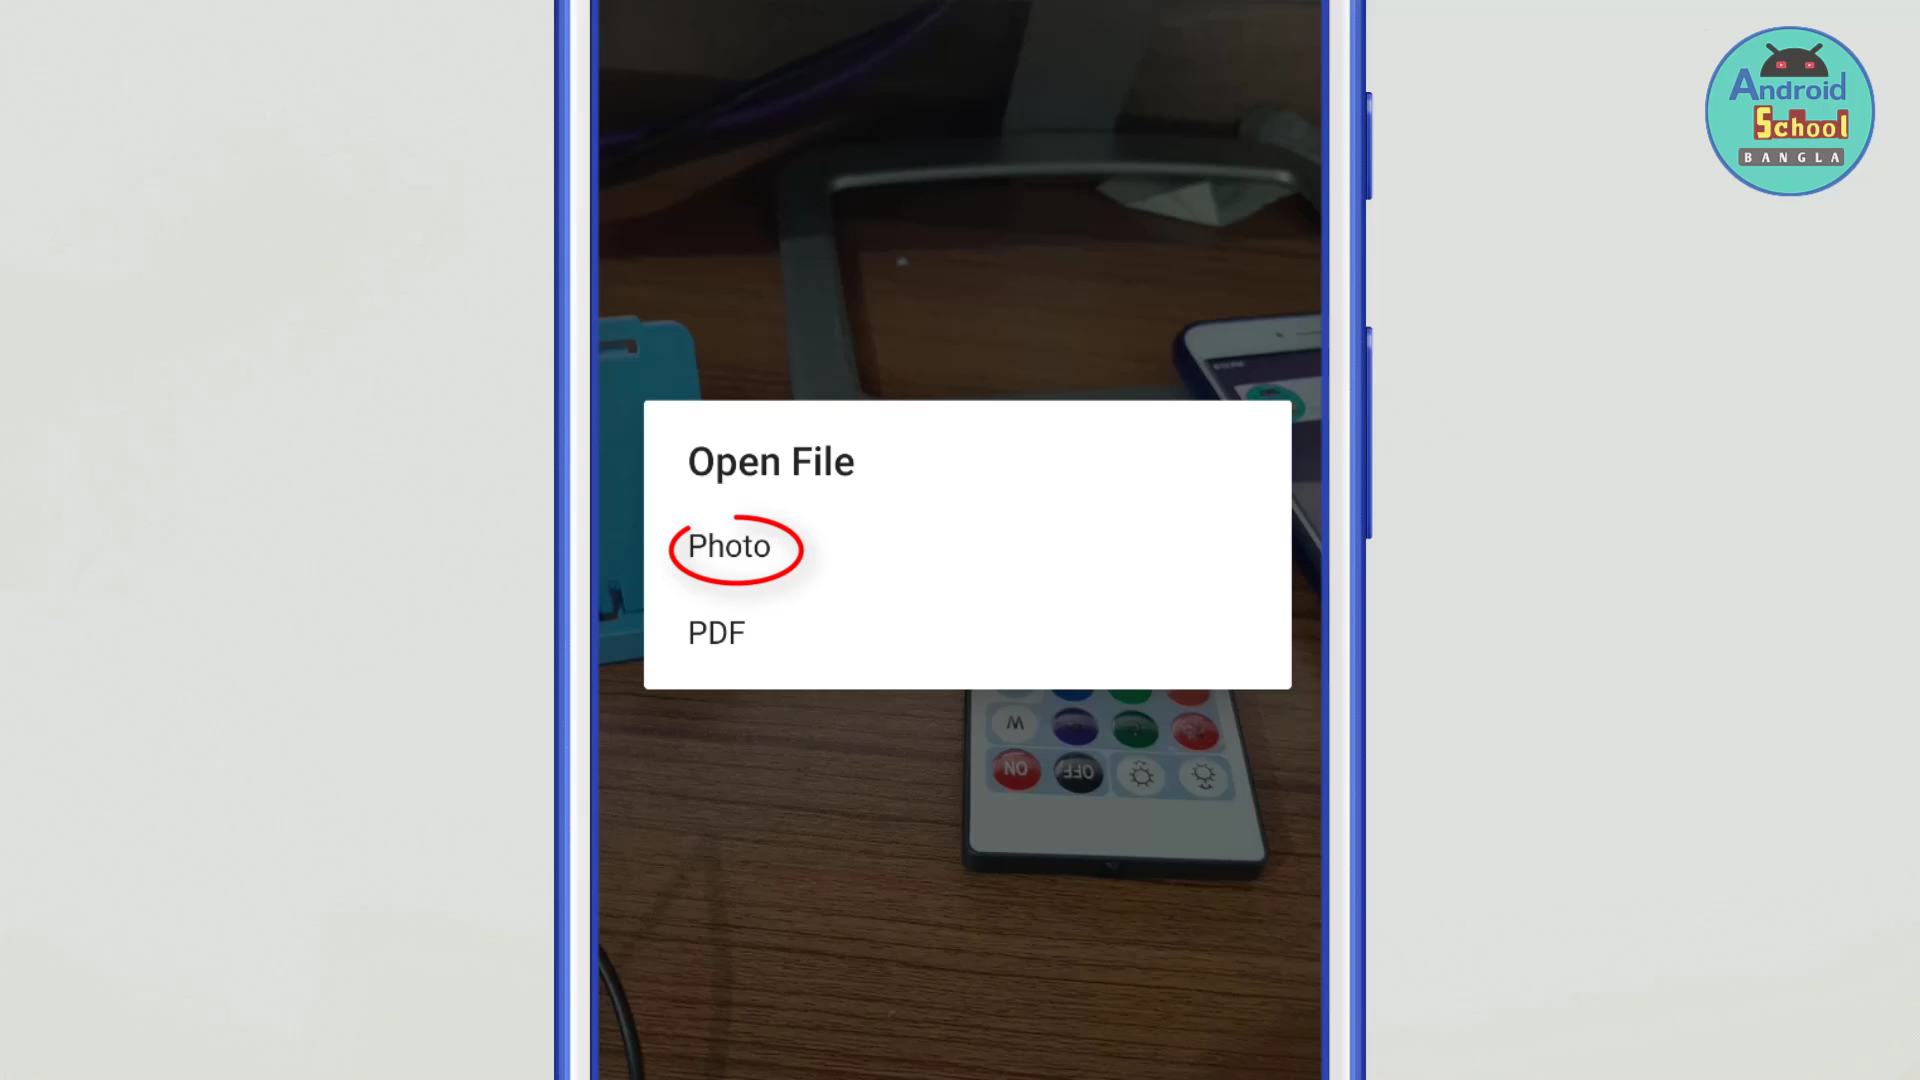 Android
School
BANGLA
Open File
Photo
PDF
W
ON
OFF